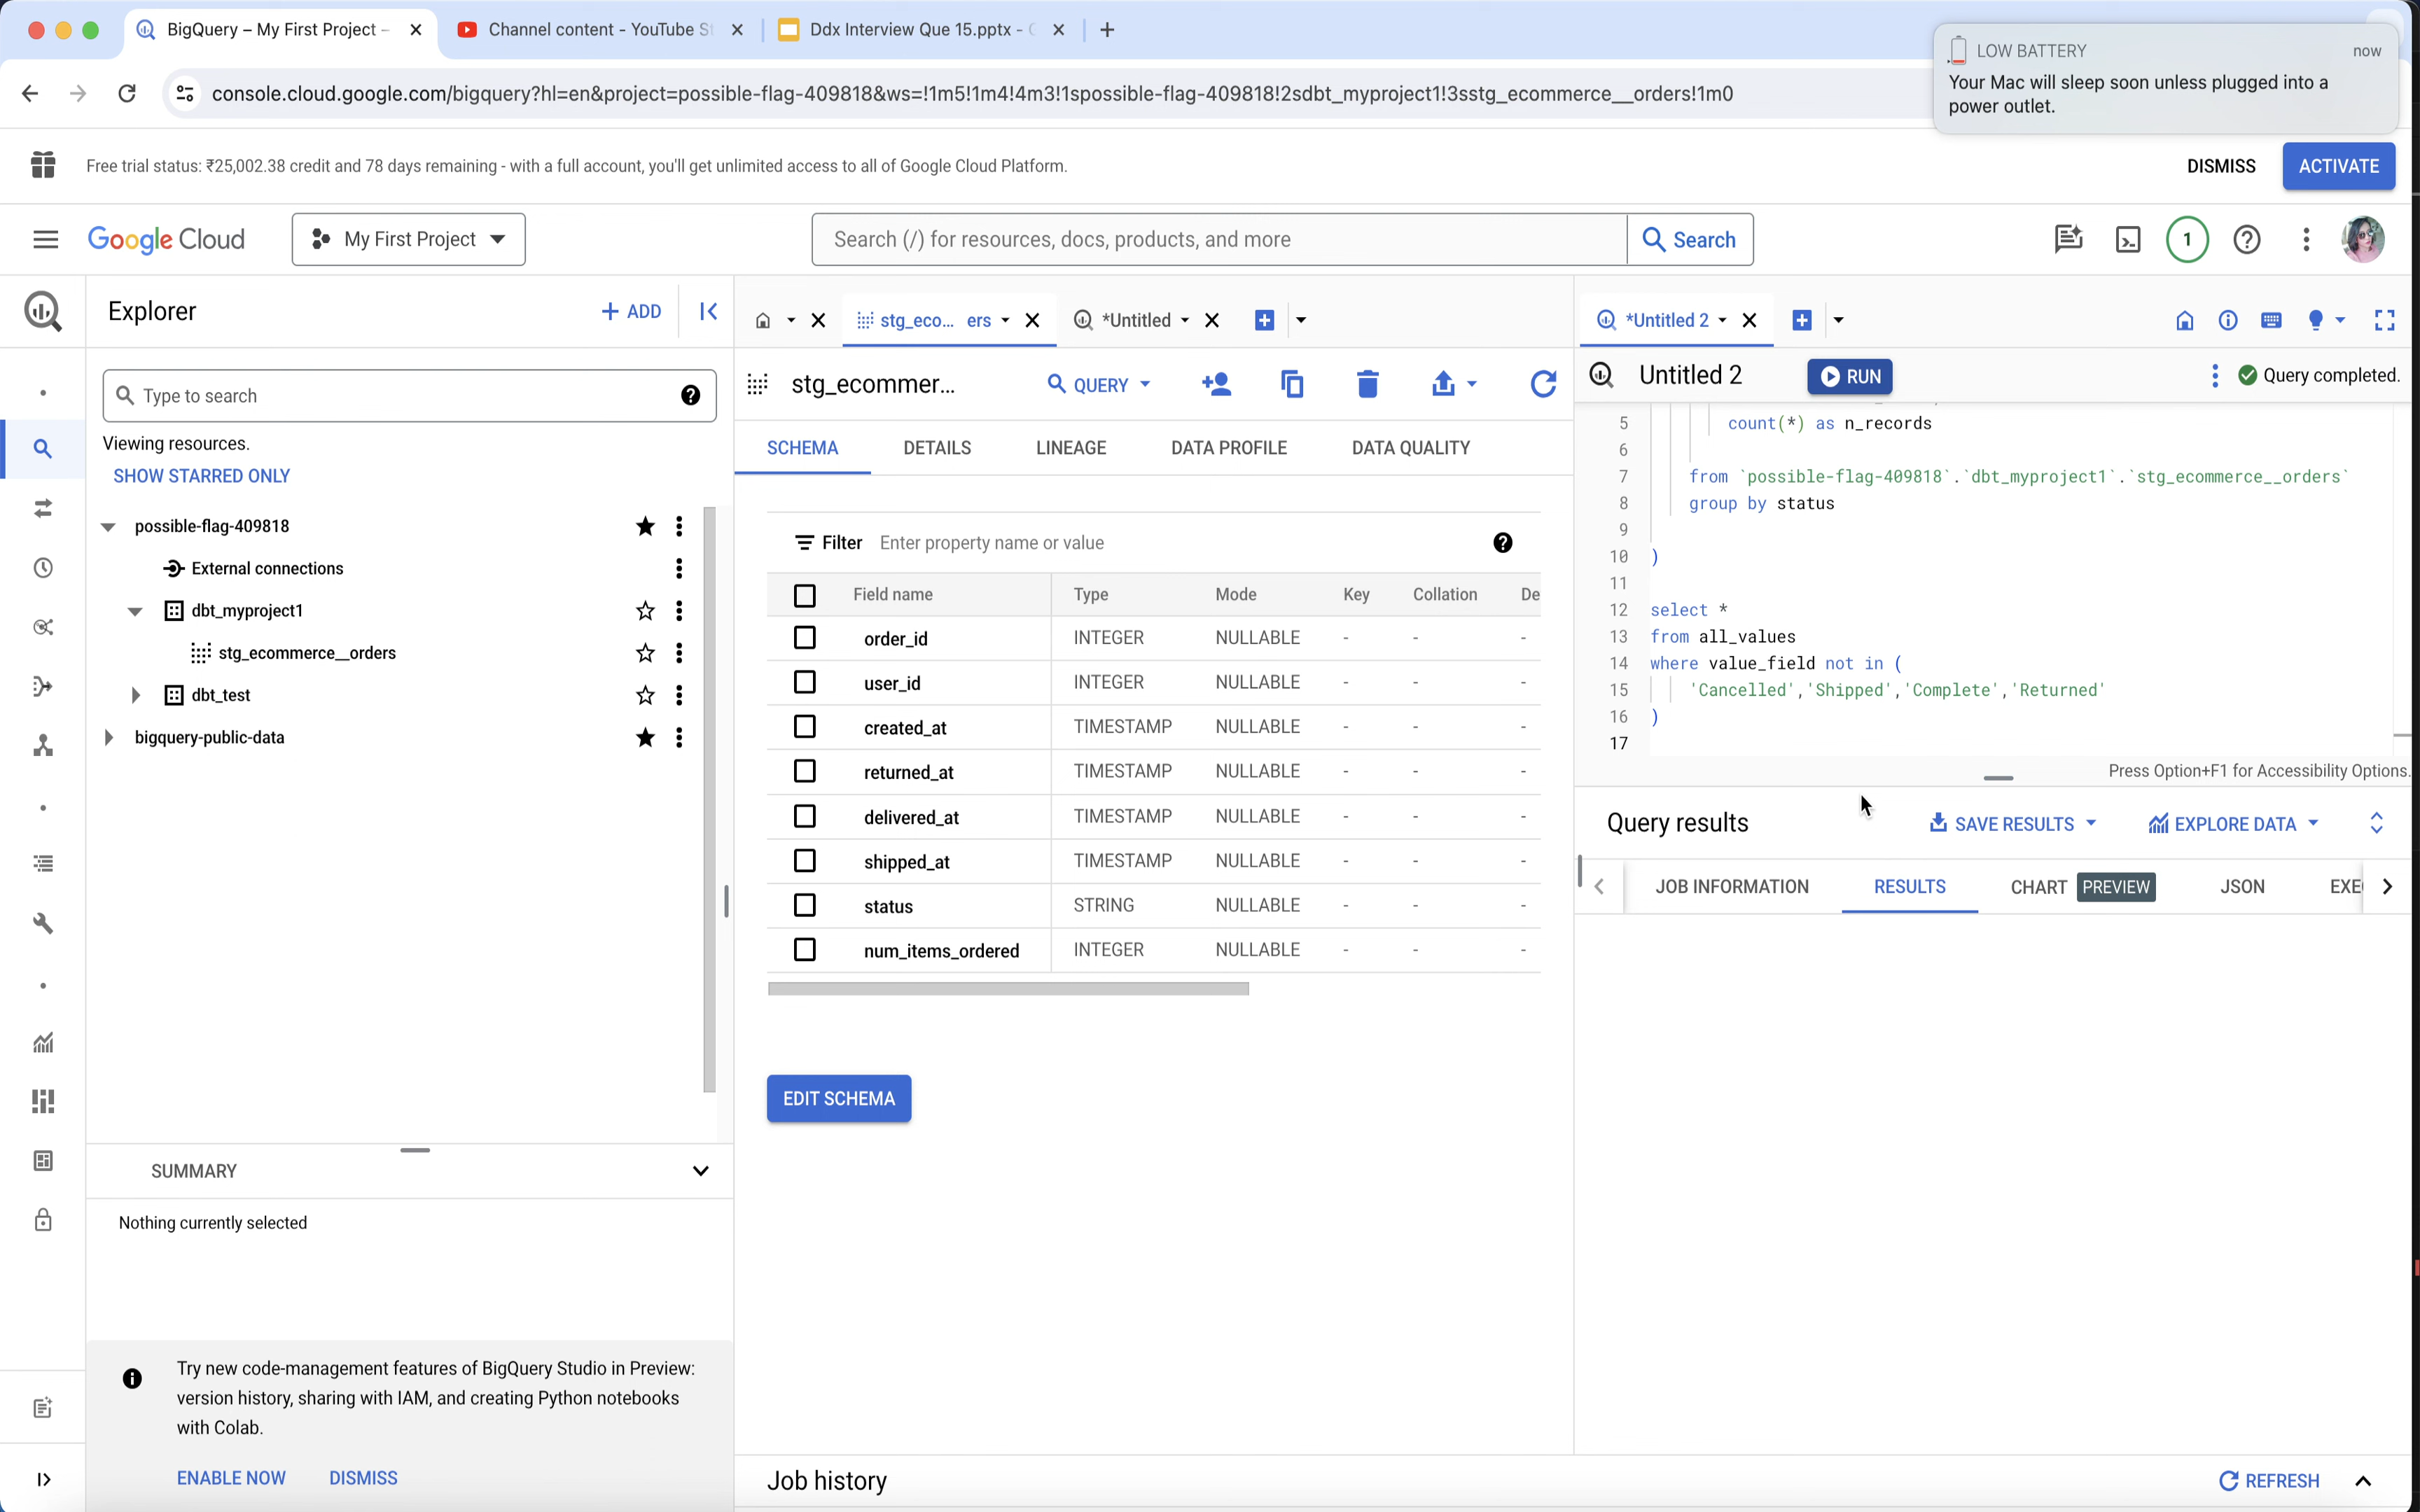 BigQuery – My First Project -
Channel content - YouTube St
Ddx Interview Que 15.pptx -
LOW BATTERY
now
Your Mac will sleep soon unless plugged into a
power outlet.
console.cloud.google.com/bigquery?hl=en&project=possible-flag-409818&ws=!1m5!1m4!4m3!1spossible-flag-409818!2sdbt_myproject1!3sstg_ecommerce__orders!1m0
Free trial status: ₹25,002.38 credit and 78 days remaining - with a full account, you'll get unlimited access to all of Google Cloud Platform.
DISMISS
ACTIVATE
Google Cloud
My First Project
Search (/) for resources, docs, products, and more
Search
1
Explorer
+ ADD
Type to search
Viewing resources.
SHOW STARRED ONLY
possible-flag-409818
External connections
dbt_myproject1
stg_ecommerce__orders
dbt_test
bigquery-public-data
SUMMARY
Nothing currently selected
Try new code-management features of BigQuery Studio in Preview:
version history, sharing with IAM, and creating Python notebooks
with Colab.
ENABLE NOW
DISMISS
stg_eco... ers
*Untitled
stg_ecommer...
QUERY
SCHEMA
DETAILS
LINEAGE
DATA PROFILE
DATA QUALITY
Filter Enter property name or value
Field name Type Mode Key Collation De
order_id INTEGER NULLABLE - - -
user_id INTEGER NULLABLE - - -
created_at TIMESTAMP NULLABLE - - -
returned_at TIMESTAMP NULLABLE - - -
delivered_at TIMESTAMP NULLABLE - - -
shipped_at TIMESTAMP NULLABLE - - -
status STRING NULLABLE - - -
num_items_ordered INTEGER NULLABLE - - -
EDIT SCHEMA
*Untitled 2
Untitled 2
RUN
Query completed.
5 count(*) as n_records
6
7 from `possible-flag-409818`.`dbt_myproject1`.`stg_ecommerce__orders`
8 group by status
9
10 )
11
12 select *
13 from all_values
14 where value_field not in (
15 'Cancelled','Shipped','Complete','Returned'
16 )
17
Press Option+F1 for Accessibility Options.
Query results
SAVE RESULTS
EXPLORE DATA
JOB INFORMATION
RESULTS
CHART PREVIEW
JSON
EXE
Job history
REFRESH